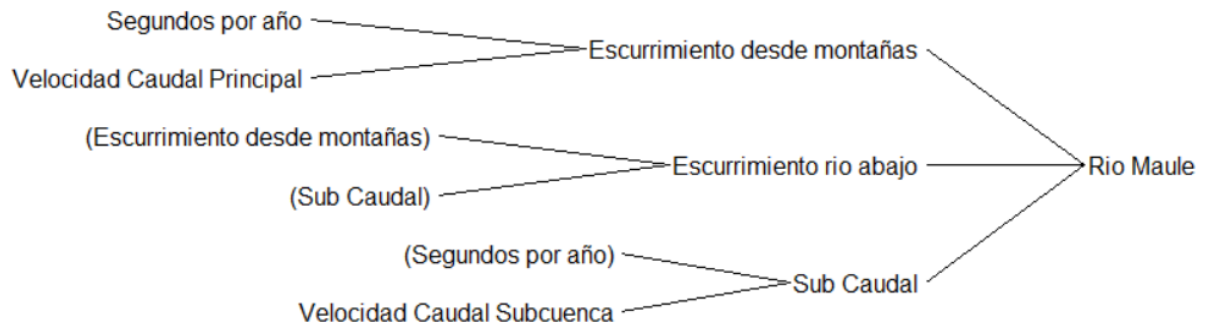 Segundos por año
Escurrimiento desde montañas
Velocidad Caudal Principal
(Escurrimiento desde montañas)
Escurrimiento rio abajo
Rio Maule
(Sub Caudal)
(Segundos por año)
Sub Caudal
Velocidad Caudal Subcuenca